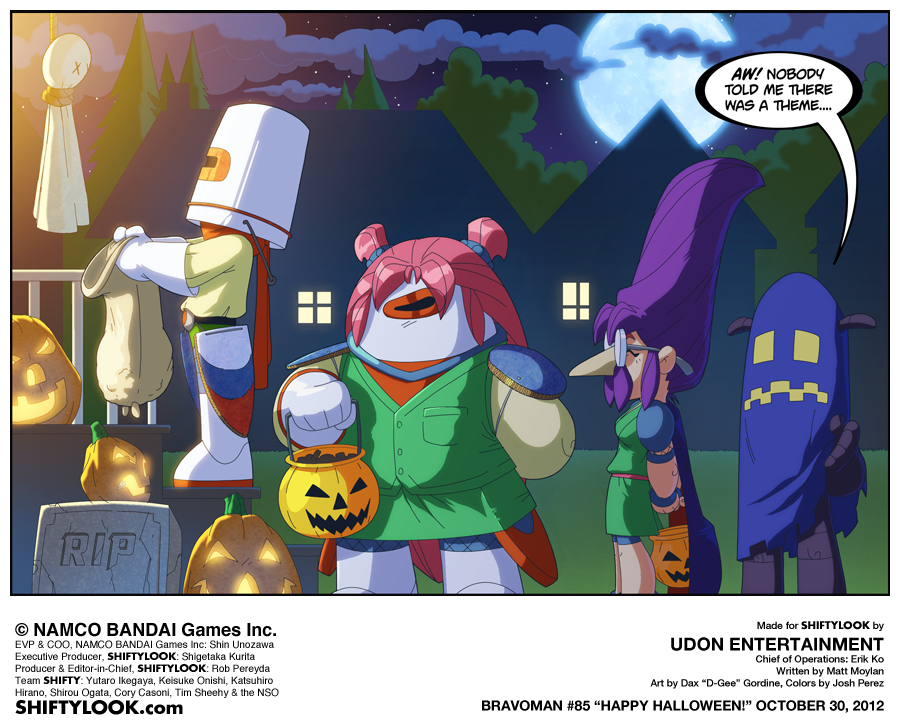 AW! NOBODY
TOLD ME THERE
WAS A THEME....
RIP
© NAMCO BANDAI Games Inc.
EVP & COO, NAMCO BANDAI Games Inc: Shin Unozawa
Executive Producer, SHIFTYLOOK: Shigetaka Kurita
Producer & Editor-in-Chief, SHIFTYLOOK: Rob Pereyda
Team SHIFTY: Yutaro Ikegaya, Keisuke Onishi, Katsuhiro
Hirano, Shirou Ogata, Cory Casoni, Tim Sheehy & the NSO
SHIFTYLOOK.com
Made for SHIFTYLOOK by
UDON ENTERTAINMENT
Chief of Operations: Erik Ko
Written by Matt Moylan
Art by Dax “D-Gee” Gordine, Colors by Josh Perez
BRAVOMAN #85 “HAPPY HALLOWEEN!” OCTOBER 30, 2012